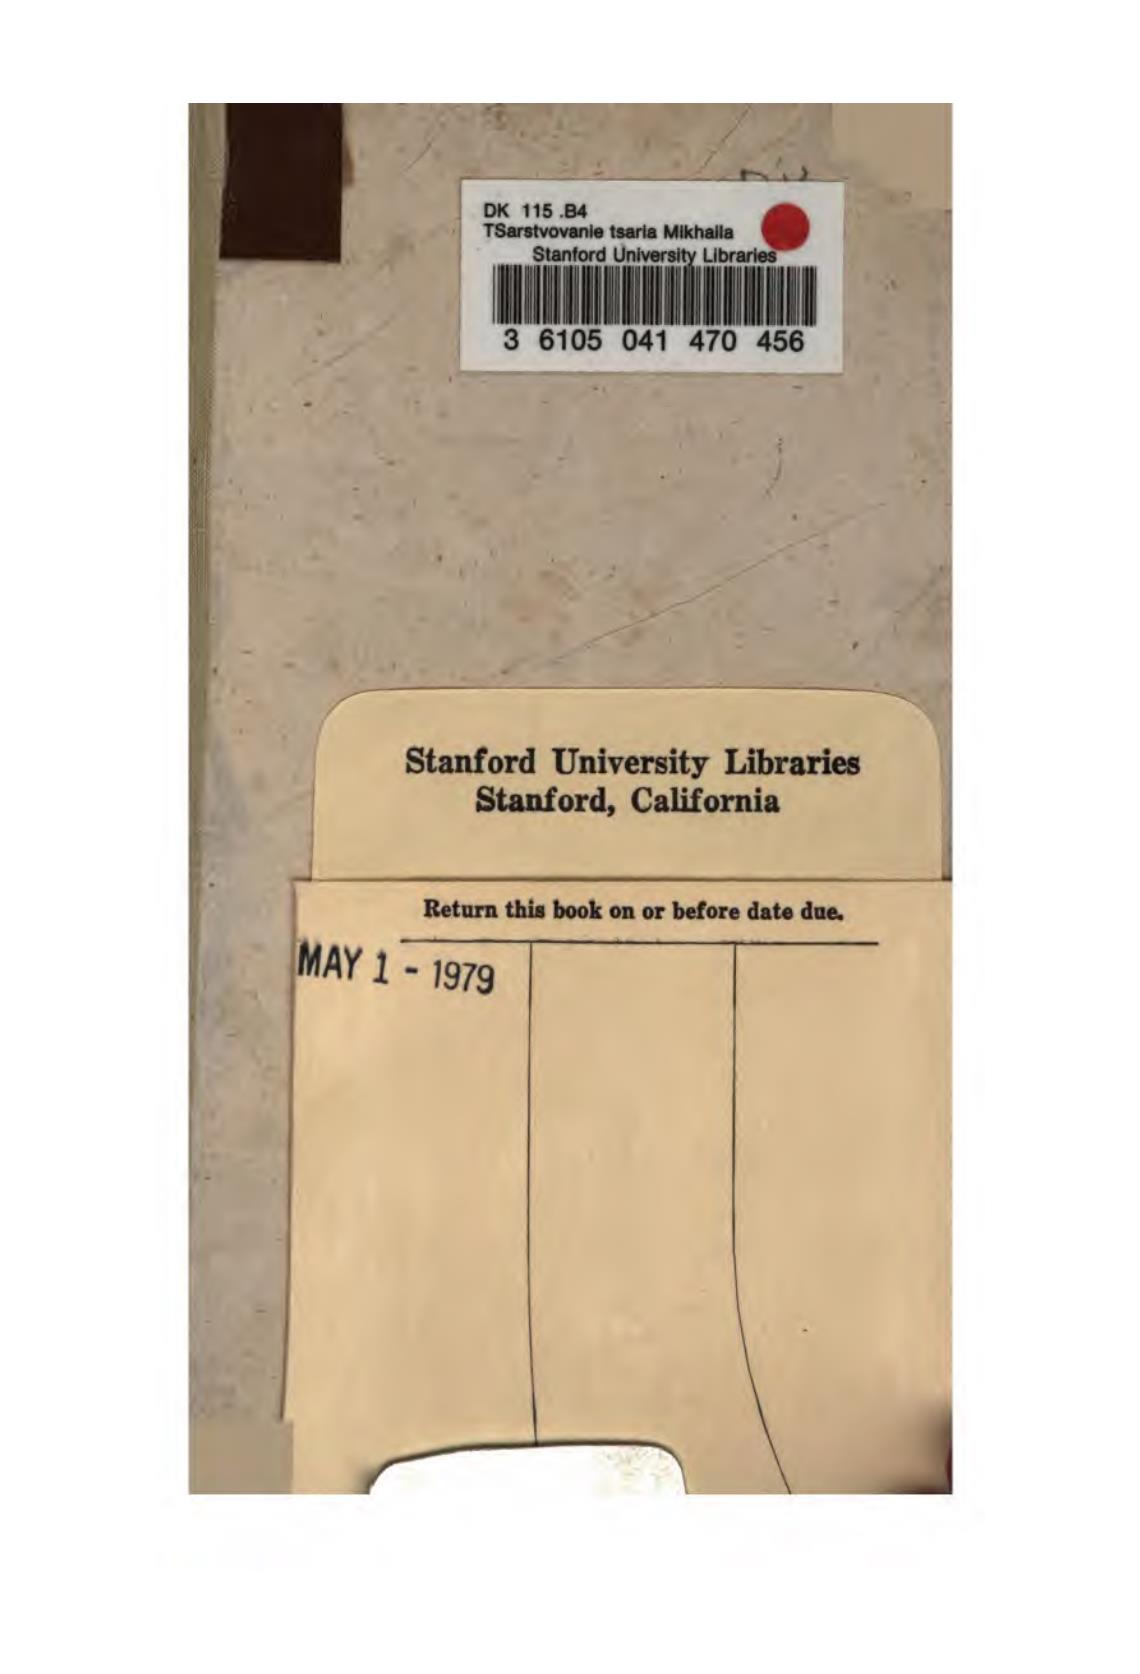 DK 115 .B4
TSarstvovanie tsaria Mikhaila
Stanford University Libraries
3 6105 041 470 456
Stanford University Libraries
Stanford, California
Return this book on or before date due.
MAY 1 - 1979